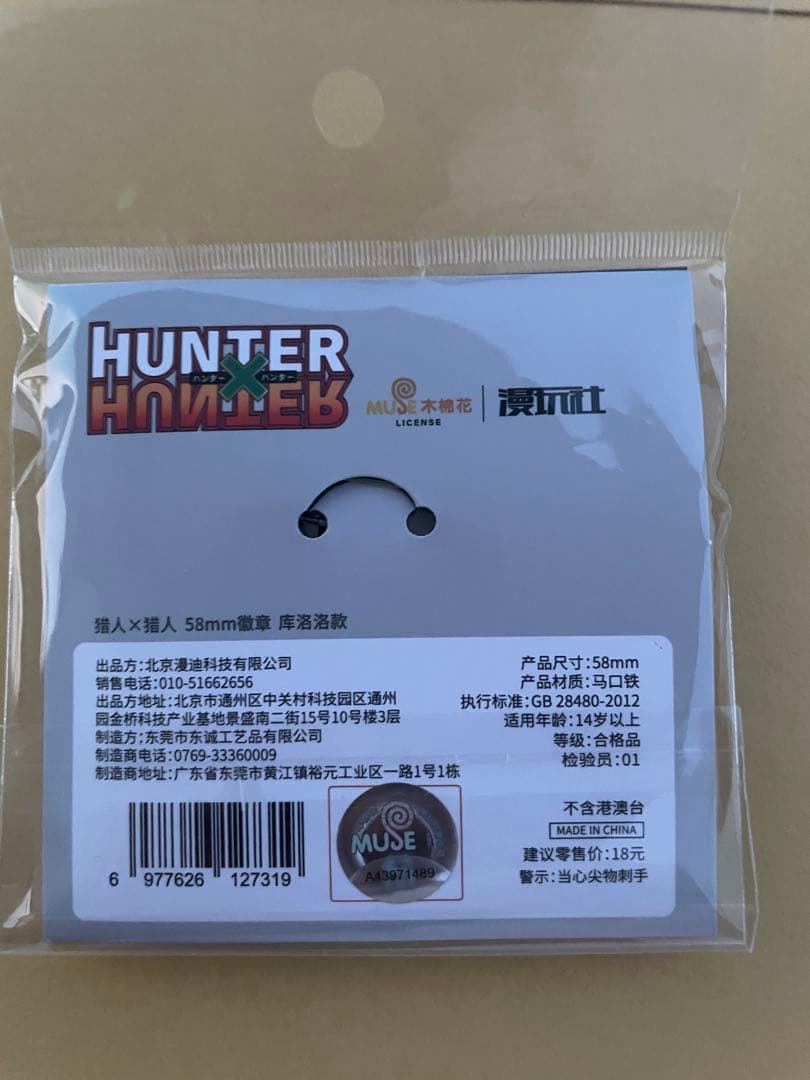 HUNTER
ハンター×ハンター
HUNTER
MUSE木棉花
LICENSE
漫玩社
猎人×猎人 58mm徽章 库洛洛款
出品方:北京漫迪科技有限公司
销售电话:010-51662656
出品方地址:北京市通州区中关村科技园区通州
园金桥科技产业基地景盛南二街15号10号楼3层
制造方:东莞市东诚工艺品有限公司
制造商电话:0769-33360009
制造商地址:广东省东莞市黄江镇裕元工业区一路1号1栋
产品尺寸:58mm
产品材质:马口铁
执行标准:GB 28480-2012
适用年龄:14岁以上
等级:合格品
检验员:01
6 977626 127319
MUSE
A43971489
不含港澳台
MADE IN CHINA
建议零售价:18元
警示:当心尖物刺手